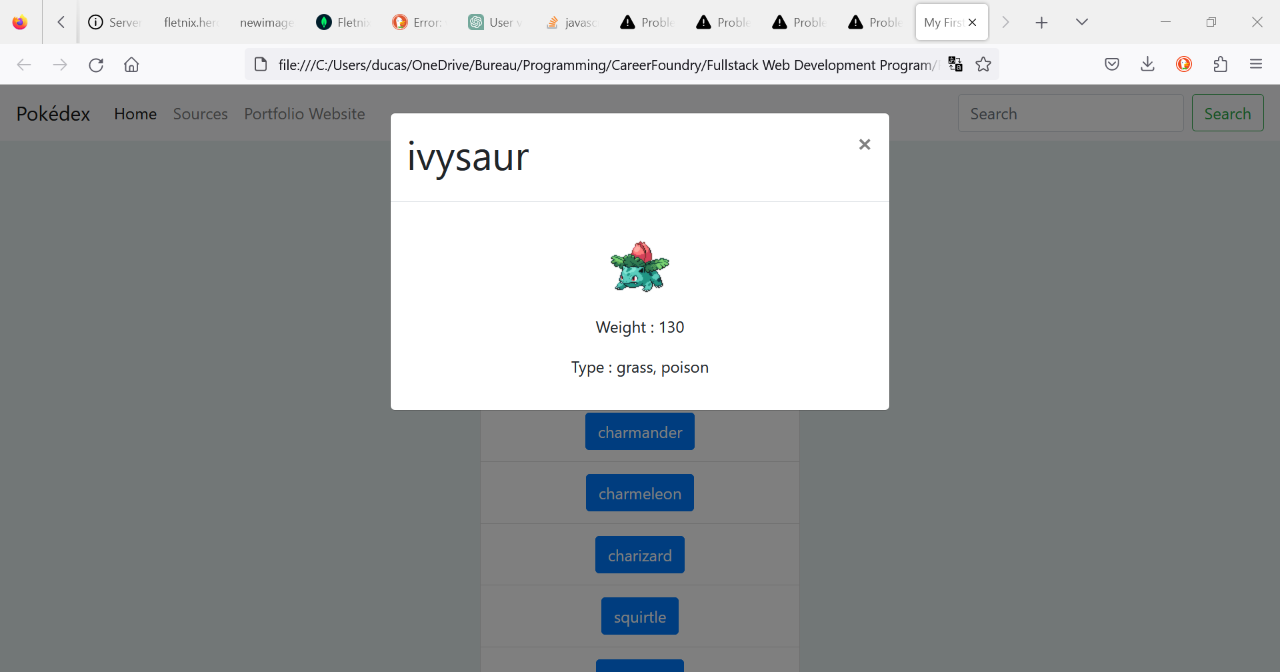 Server
fletnix.her
newimage
Fletnix
Error:
User v
javasc
Proble
Proble
Proble
Proble
My First
file:///C:/Users/ducas/OneDrive/Bureau/Programming/CareerFoundry/Fullstack Web Development Program/
Pokédex Home Sources Portfolio Website
Search Search
ivysaur
×
Weight : 130
Type : grass, poison
charmander
charmeleon
charizard
squirtle